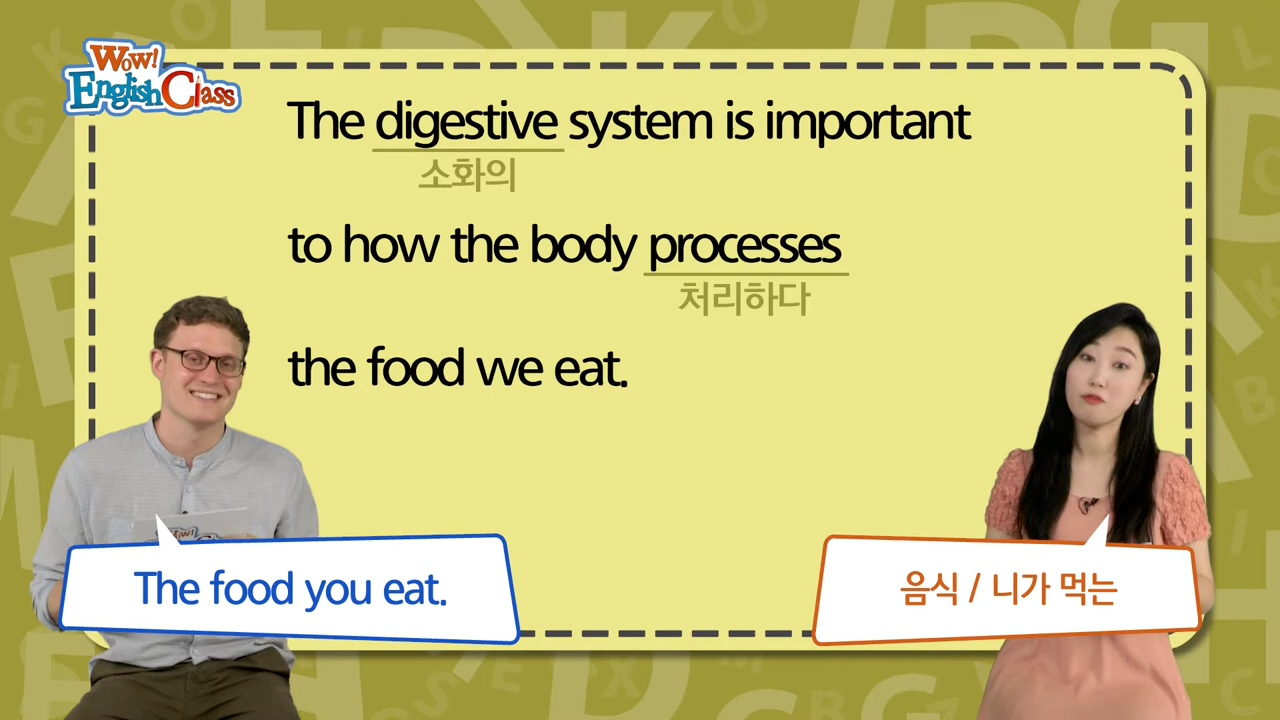 Wow!
English Class
The digestive system is important
소화의
to how the body processes
처리하다
the food we eat.
The food you eat.
음식 / 니가 먹는